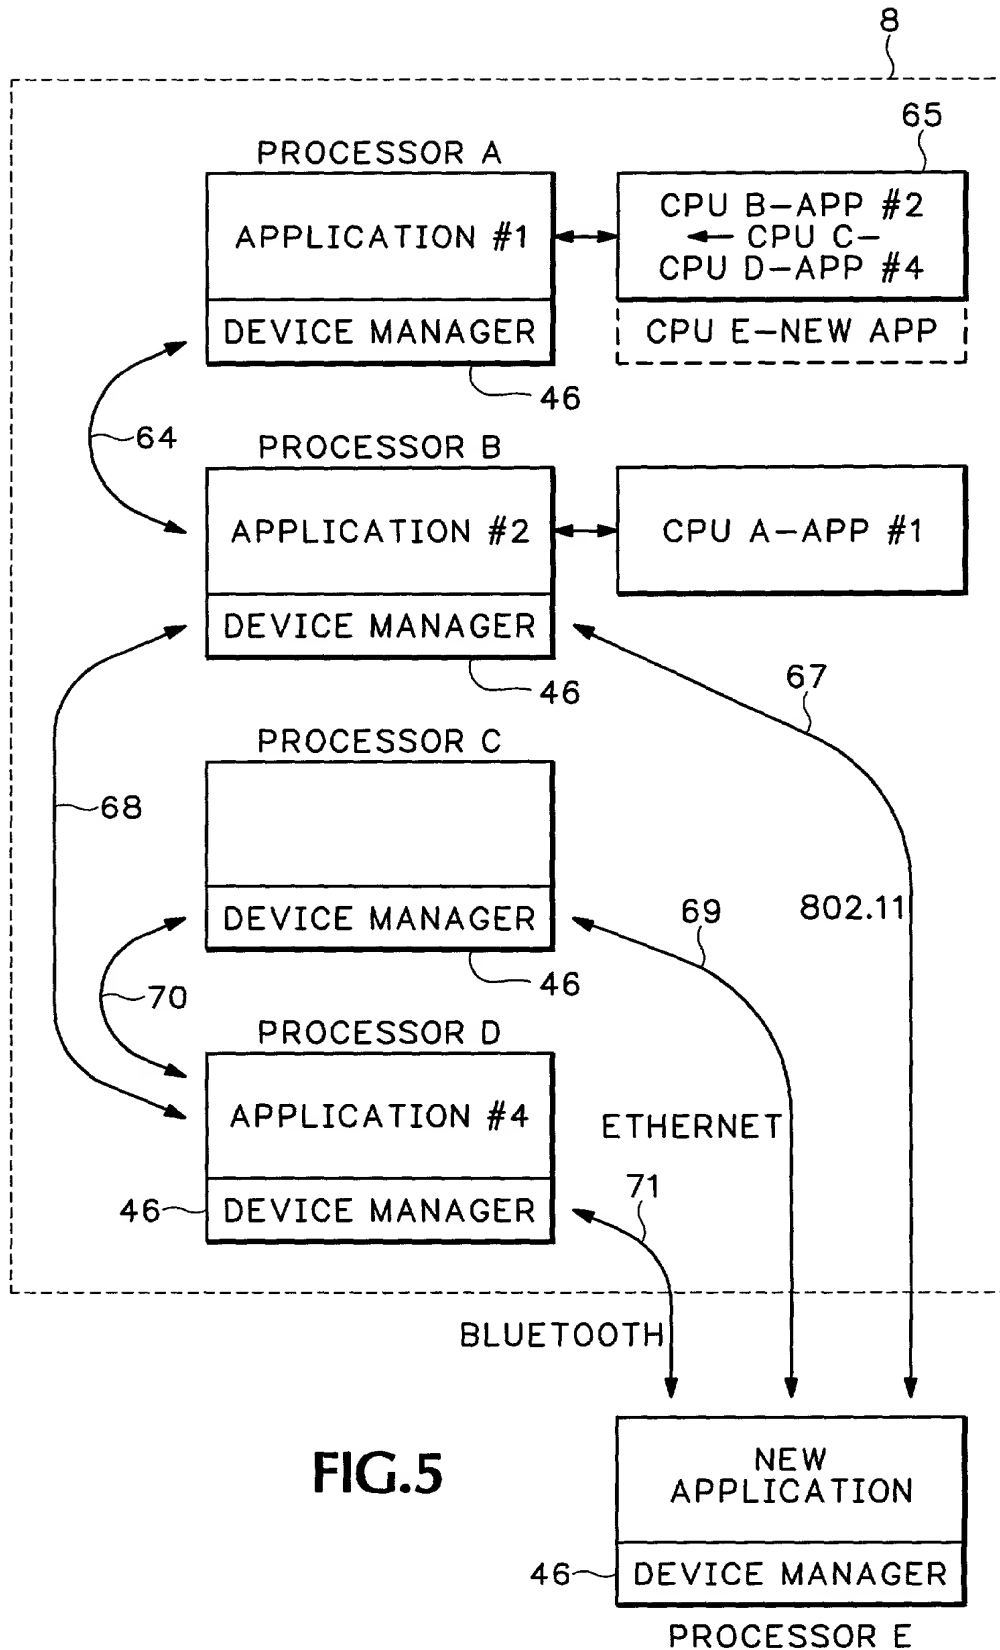 8
65
PROCESSOR A
APPLICATION #1
DEVICE MANAGER
46
CPU B-APP #2
← CPU C-
CPU D-APP #4
CPU E-NEW APP
64
PROCESSOR B
APPLICATION #2
DEVICE MANAGER
46
CPU A-APP #1
67
68
PROCESSOR C
DEVICE MANAGER
46
69
802.11
70
PROCESSOR D
APPLICATION #4
46
DEVICE MANAGER
ETHERNET
71
BLUETOOTH
FIG.5
NEW
APPLICATION
46
DEVICE MANAGER
PROCESSOR E